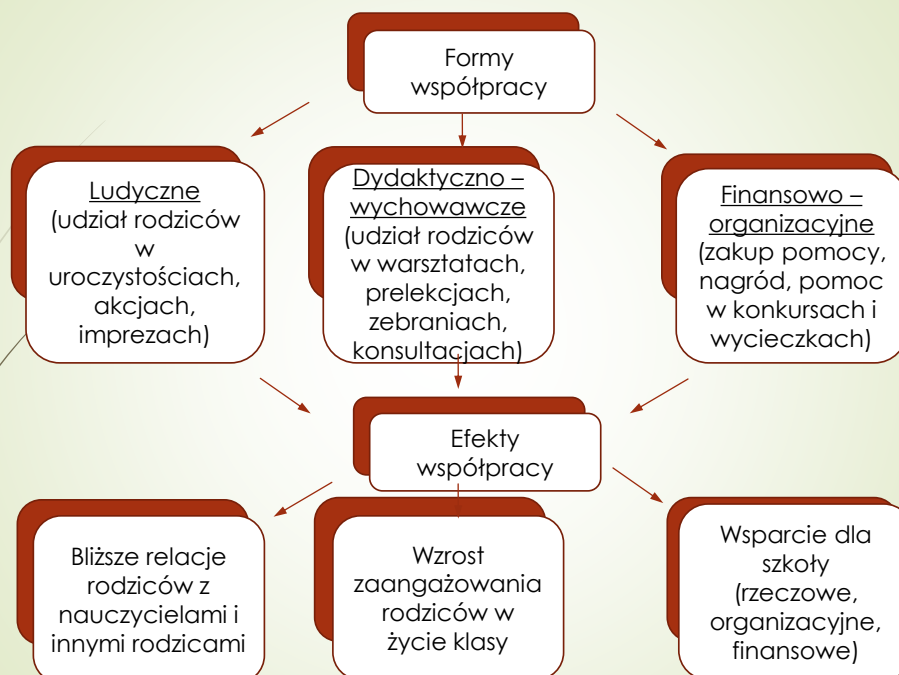 Formy
współpracy
Ludyczne
(udział rodziców
w
uroczystościach,
akcjach,
imprezach)
Dydaktyczno –
wychowawcze
(udział rodziców
w warsztatach,
prelekcjach,
zebraniach,
konsultacjach)
Finansowo –
organizacyjne
(zakup pomocy,
nagród, pomoc
w konkursach i
wycieczkach)
Efekty
współpracy
Bliższe relacje
rodziców z
nauczycielami i
innymi rodzicami
Wzrost
zaangażowania
rodziców w
życie klasy
Wsparcie dla
szkoły
(rzeczowe,
organizacyjne,
finansowe)